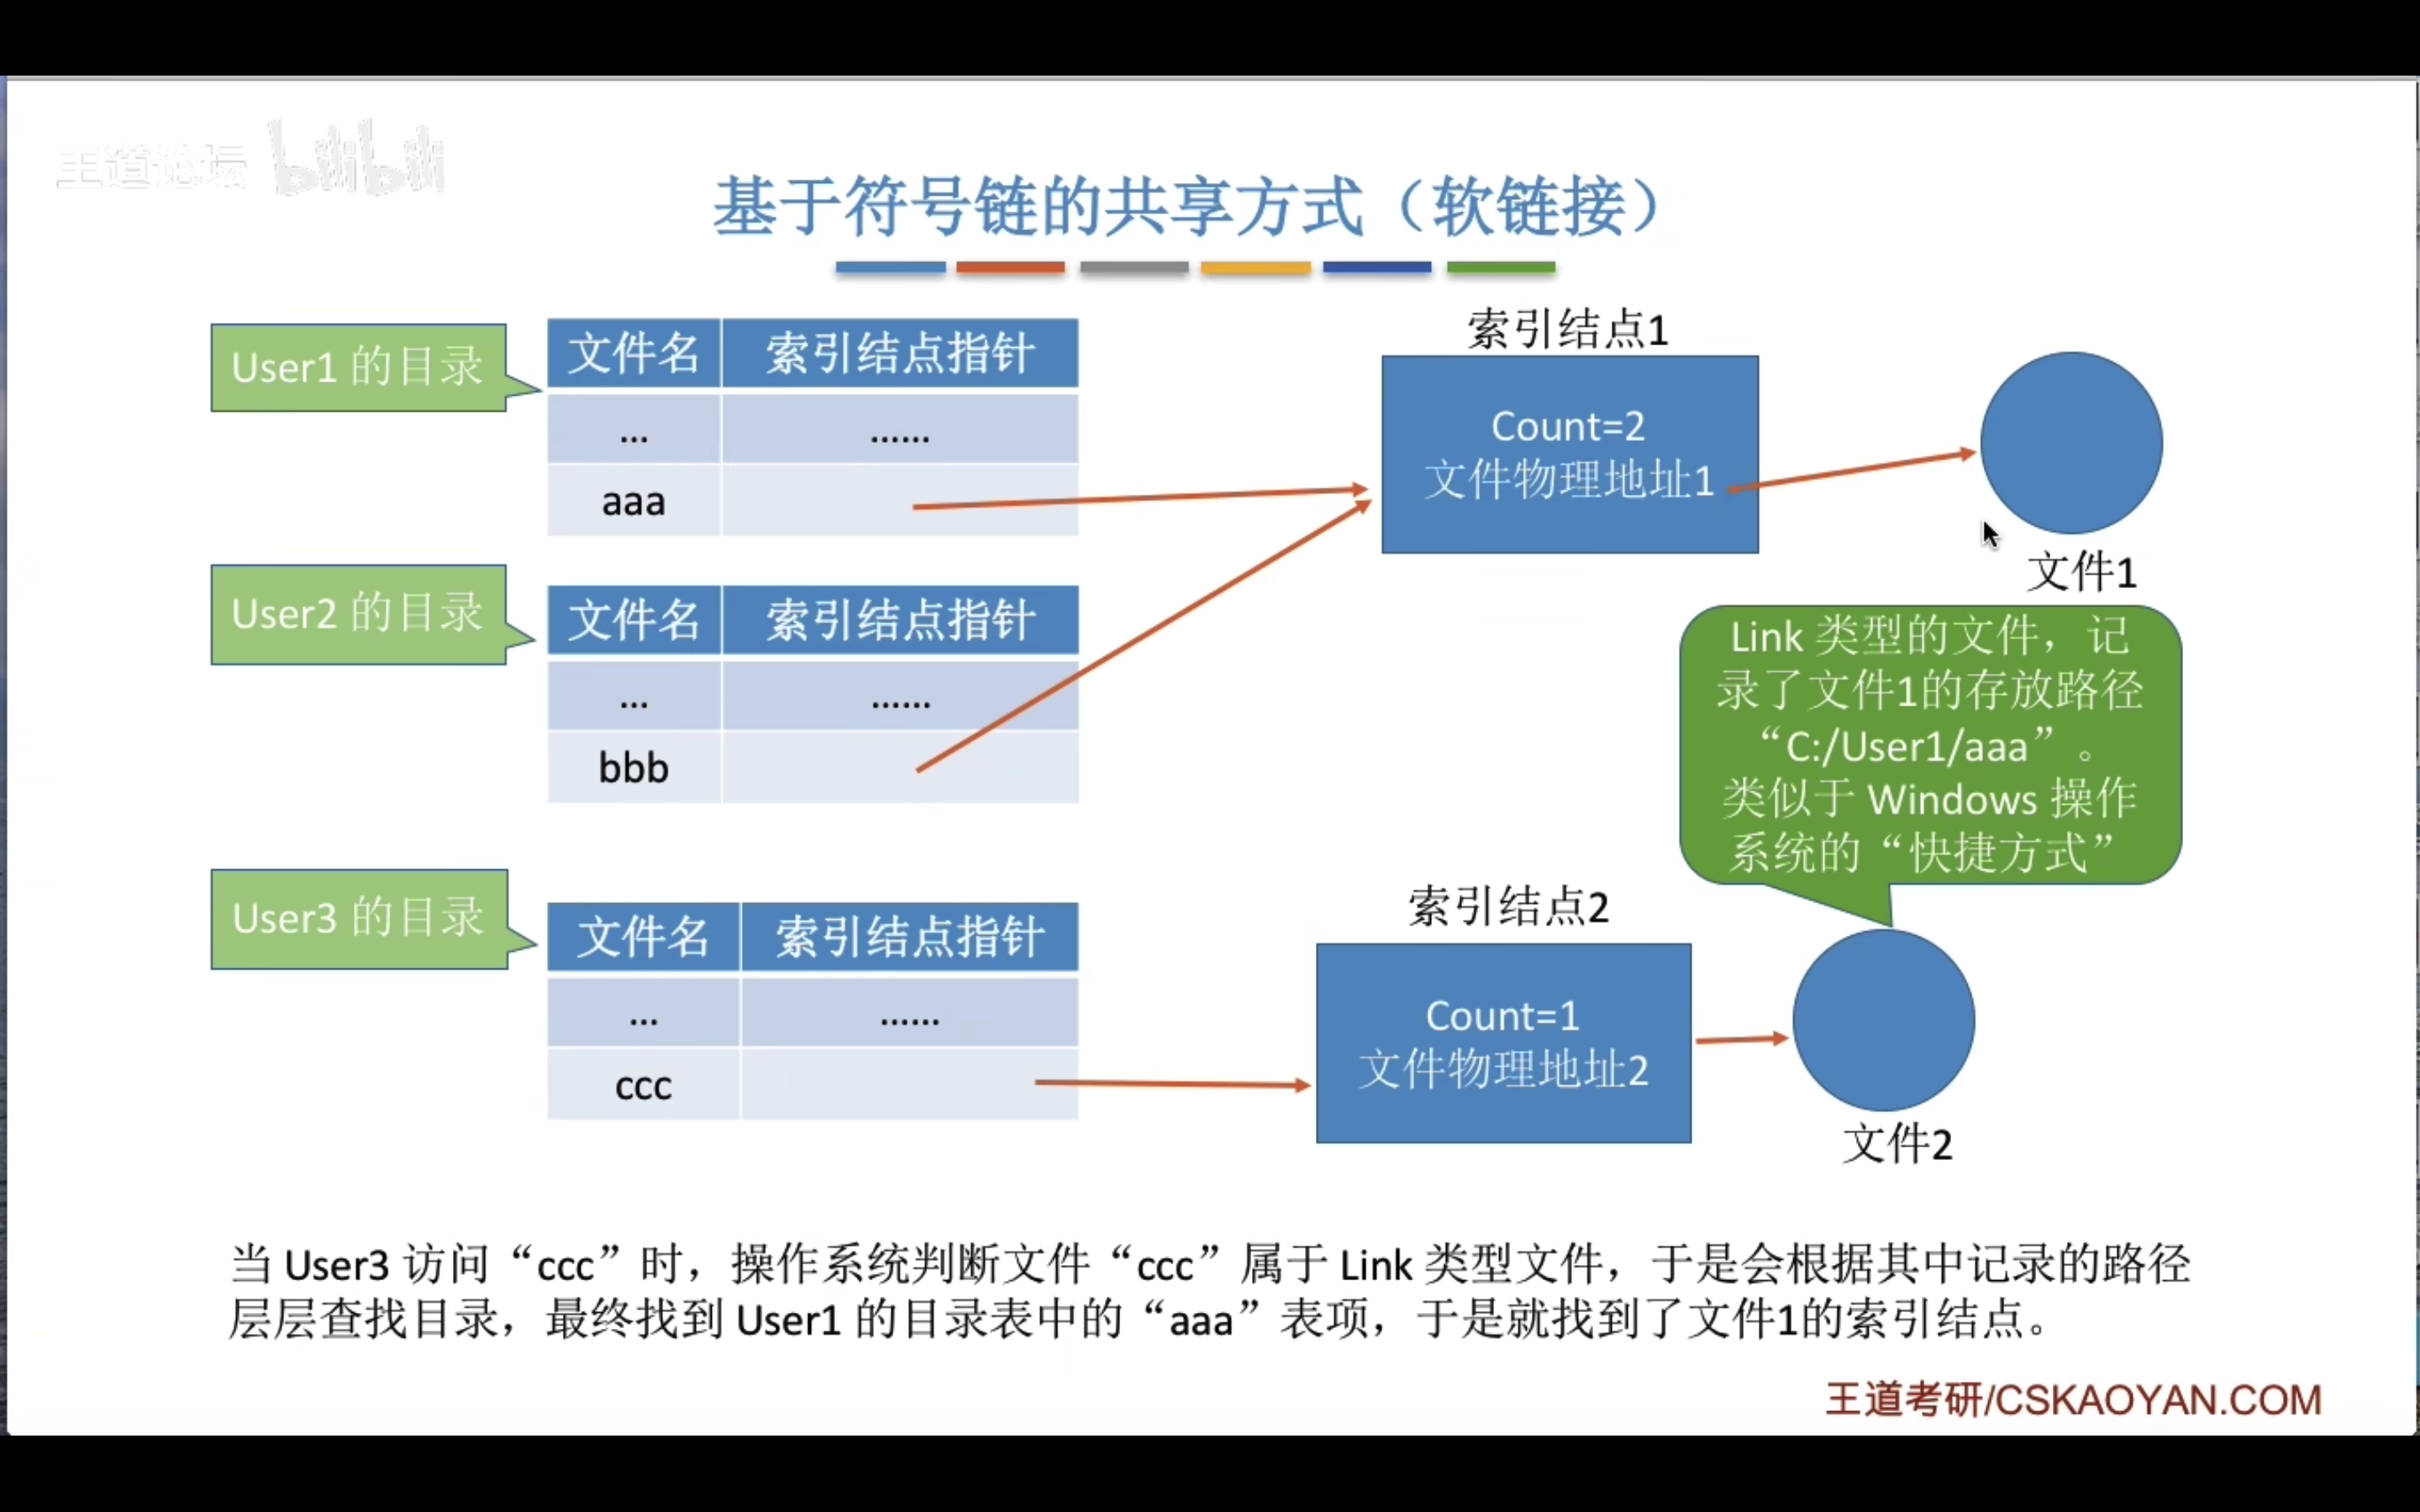 王道论坛 bilibili
基于符号链的共享方式（软链接）
User1 的目录
文件名 索引结点指针
... ......
aaa
索引结点1
Count=2
文件物理地址1
文件1
User2 的目录
文件名 索引结点指针
... ......
bbb
Link 类型的文件，记
录了文件1的存放路径
“C:/User1/aaa”。
类似于 Windows 操作
系统的“快捷方式”
User3 的目录
文件名 索引结点指针
... ......
ccc
索引结点2
Count=1
文件物理地址2
文件2
当 User3 访问“ccc”时，操作系统判断文件“ccc”属于 Link 类型文件，于是会根据其中记录的路径
层层查找目录，最终找到 User1 的目录表中的“aaa”表项，于是就找到了文件1的索引结点。
王道考研/CSKAOYAN.COM